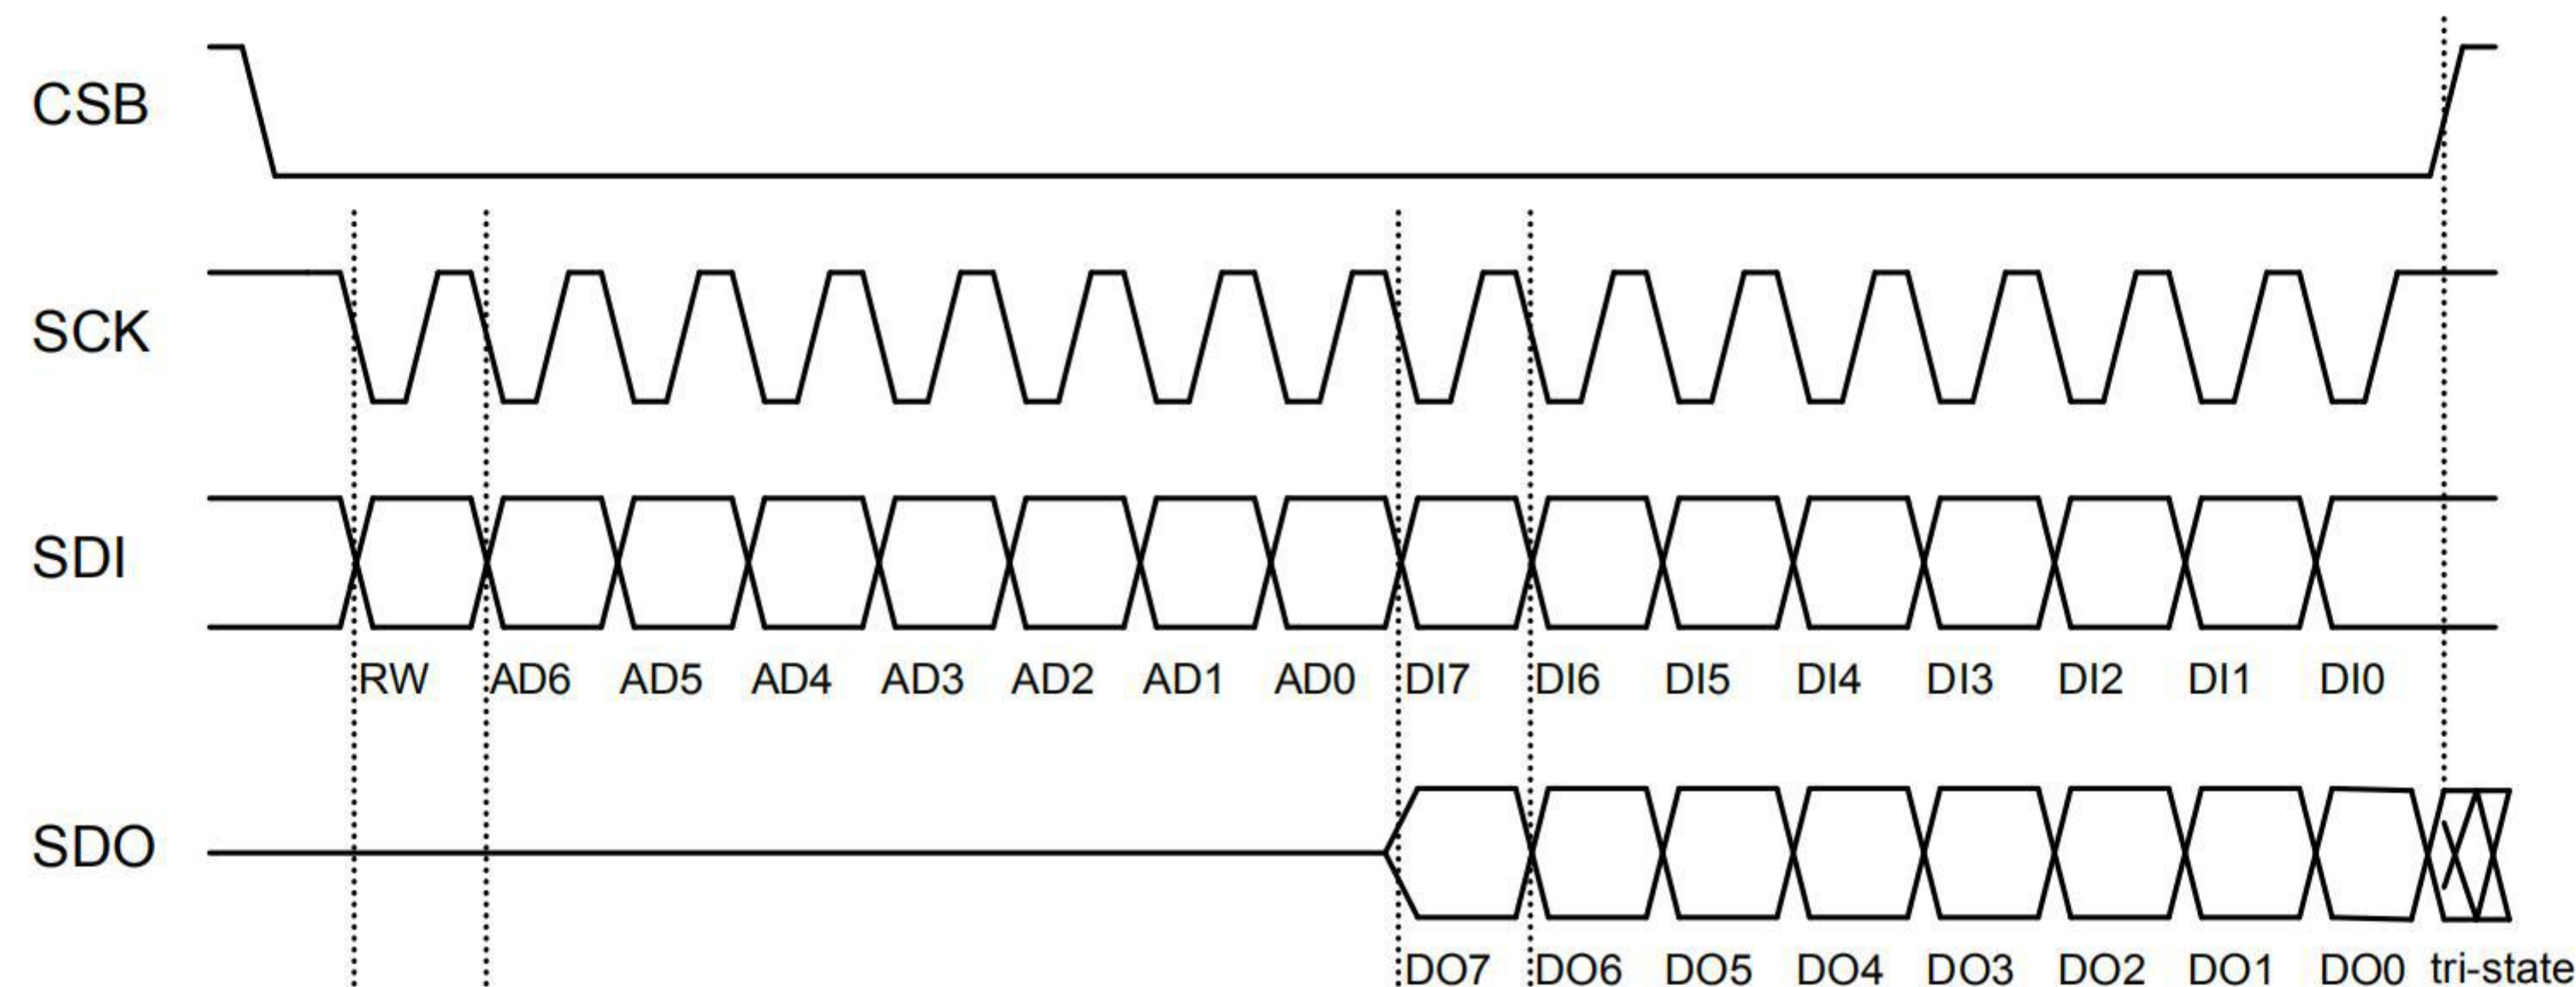 CSB
SCK
SDI
RW AD6 AD5 AD4 AD3 AD2 AD1 AD0 DI7 DI6 DI5 DI4 DI3 DI2 DI1 DI0
SDO
DO7 DO6 DO5 DO4 DO3 DO2 DO1 DO0 tri-state